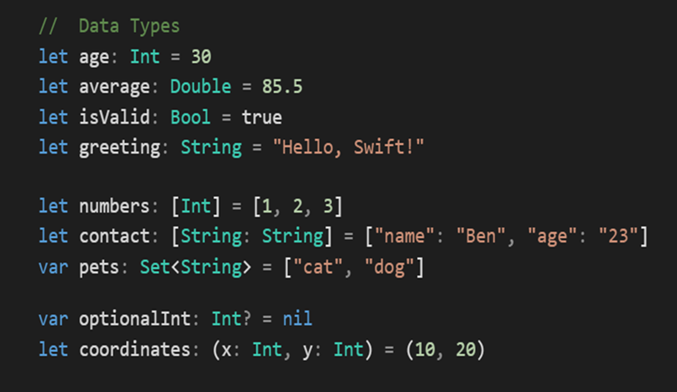 //  Data Types
let age: Int = 30
let average: Double = 85.5
let isValid: Bool = true
let greeting: String = "Hello, Swift!"
let numbers: [Int] = [1, 2, 3]
let contact: [String: String] = ["name": "Ben", "age": "23"]
var pets: Set<String> = ["cat", "dog"]
var optionalInt: Int? = nil
let coordinates: (x: Int, y: Int) = (10, 20)